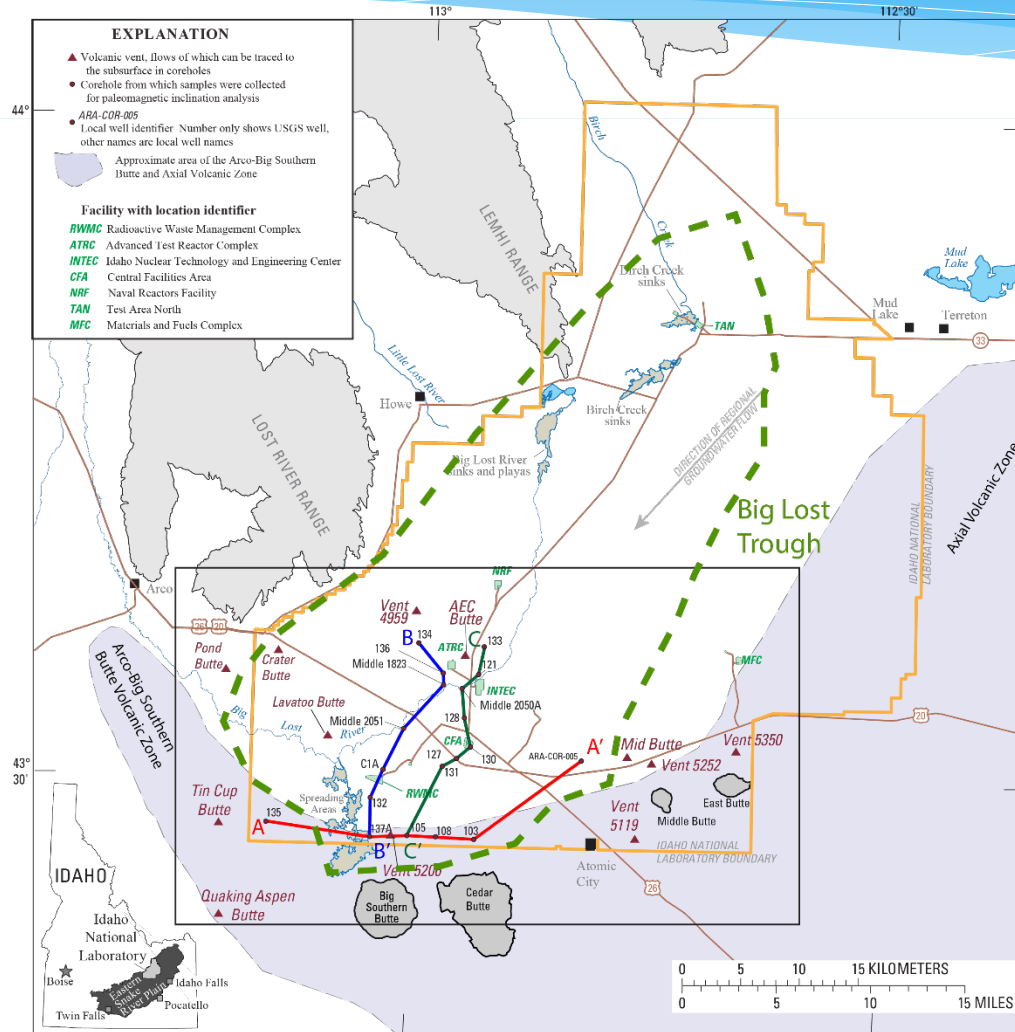 113°
112°30'
44°
43°
30'
EXPLANATION
Volcanic vent, flows of which can be traced to
the subsurface in coreholes
Corehole from which samples were collected
for paleomagnetic inclination analysis
ARA-COR-005
Local well identifier–Number only shows USGS well,
other names are local well names
Approximate area of the Arco-Big Southern
Butte and Axial Volcanic Zone
Facility with location identifier
RWMC Radioactive Waste Management Complex
ATRC Advanced Test Reactor Complex
INTEC Idaho Nuclear Technology and Engineering Center
CFA Central Facilities Area
NRF Naval Reactors Facility
TAN Test Area North
MFC Materials and Fuels Complex
Birch
Creek
LEMHI RANGE
Birch Creek
sinks
TAN
Mud
Lake
Mud
Lake
Terreton
33
Little Lost River
Howe
Birch Creek
sinks
DIRECTION OF REGIONAL
GROUNDWATER FLOW
LOST RIVER RANGE
Big Lost River
sinks and playas
Big Lost
Trough
IDAHO NATIONAL
LABORATORY BOUNDARY
Axial Volcanic Zone
Arco
NRF
26
20
Vent
4959
AEC
Butte
B
134
C
133
136
ATRC
121
Middle 1823
Pond
Butte
Crater
Butte
INTEC
MFC
Arco-Big Southern
Butte Volcanic Zone
Lavatoo Butte
Middle 2050A
Big
Lost
River
Middle 2051
128
20
CFA
130
127
131
ARA-COR-005
A'
Mid Butte
Vent 5350
Vent 5252
C1A
RWMC
Spreading
Areas
132
East Butte
Middle Butte
Tin Cup
Butte
135
A
137A
105
108
103
Vent
5119
B'
C'
Vent 5206
IDAHO NATIONAL
LABORATORY BOUNDARY
Atomic
City
26
Big
Southern
Butte
Cedar
Butte
Quaking Aspen
Butte
IDAHO
Idaho
National
Laboratory
Boise
Eastern
Snake
River Plain
Idaho Falls
Pocatello
Twin Falls
0 5 10 15 KILOMETERS
0 5 10 15 MILES